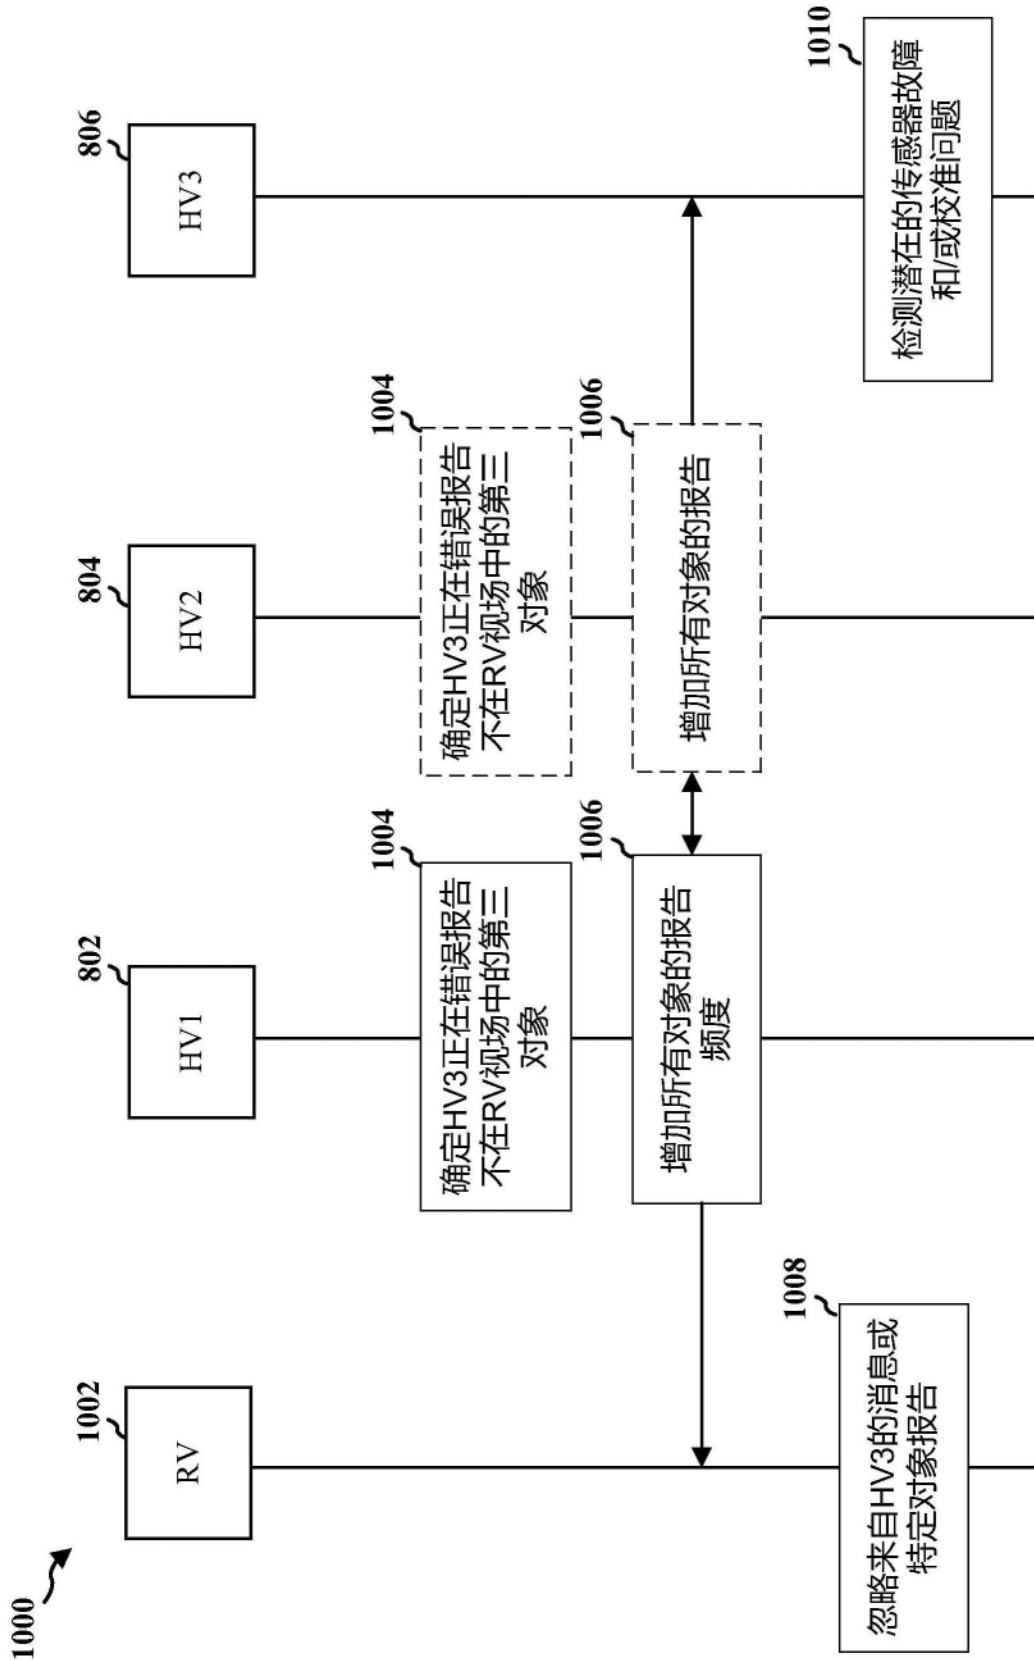 1000
1002
RV
802
HV1
804
HV2
806
HV3
1004
确定HV3正在错误报告
不在RV视场中的第三
对象
1004
确定HV3正在错误报告
不在RV视场中的第三
对象
1006
增加所有对象的报告
频度
1006
增加所有对象的报告
1008
忽略来自HV3的消息或
特定对象报告
1010
检测潜在的传感器故障
和/或校准问题